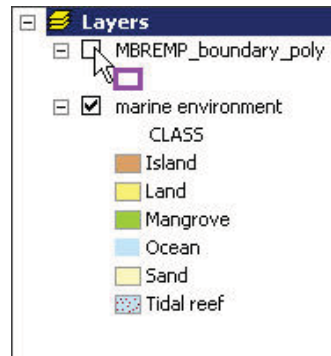 Layers
MBREMP_boundary_poly
marine environment
CLASS
Island
Land
Mangrove
Ocean
Sand
Tidal reef